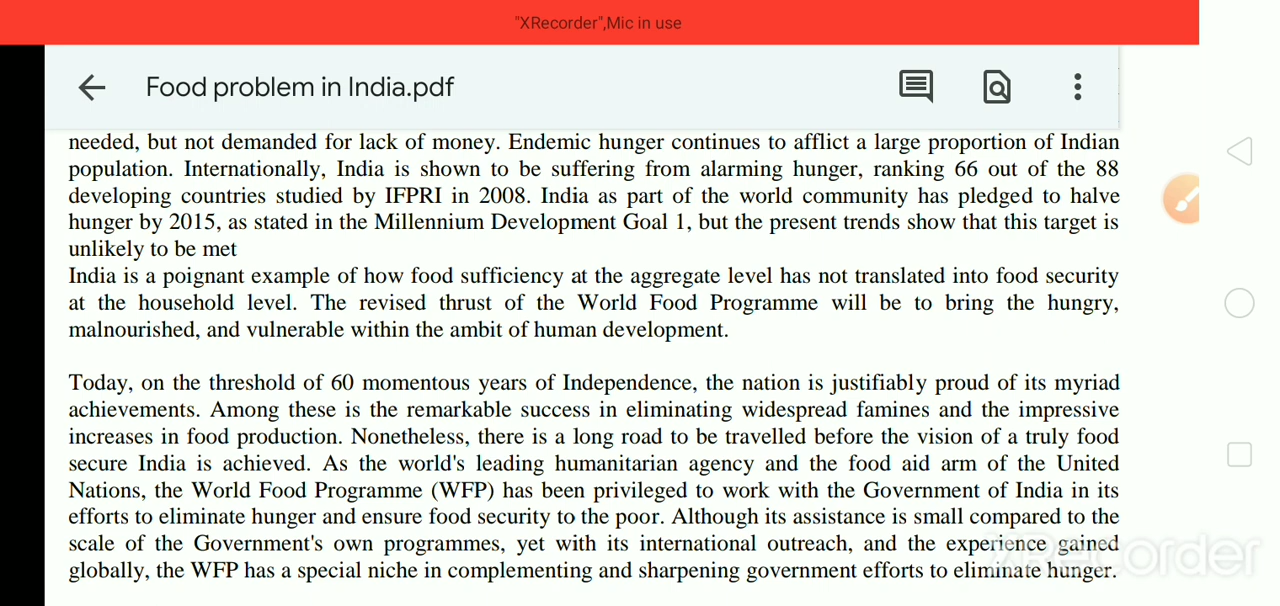 "XRecorder",Mic in use
Food problem in India.pdf
needed, but not demanded for lack of money. Endemic hunger continues to afflict a large proportion of Indian
population. Internationally, India is shown to be suffering from alarming hunger, ranking 66 out of the 88
developing countries studied by IFPRI in 2008. India as part of the world community has pledged to halve
hunger by 2015, as stated in the Millennium Development Goal 1, but the present trends show that this target is
unlikely to be met
India is a poignant example of how food sufficiency at the aggregate level has not translated into food security
at the household level. The revised thrust of the World Food Programme will be to bring the hungry,
malnourished, and vulnerable within the ambit of human development.
Today, on the threshold of 60 momentous years of Independence, the nation is justifiably proud of its myriad
achievements. Among these is the remarkable success in eliminating widespread famines and the impressive
increases in food production. Nonetheless, there is a long road to be travelled before the vision of a truly food
secure India is achieved. As the world's leading humanitarian agency and the food aid arm of the United
Nations, the World Food Programme (WFP) has been privileged to work with the Government of India in its
efforts to eliminate hunger and ensure food security to the poor. Although its assistance is small compared to the
scale of the Government's own programmes, yet with its international outreach, and the experience gained
globally, the WFP has a special niche in complementing and sharpening government efforts to eliminate hunger.
XRecorder